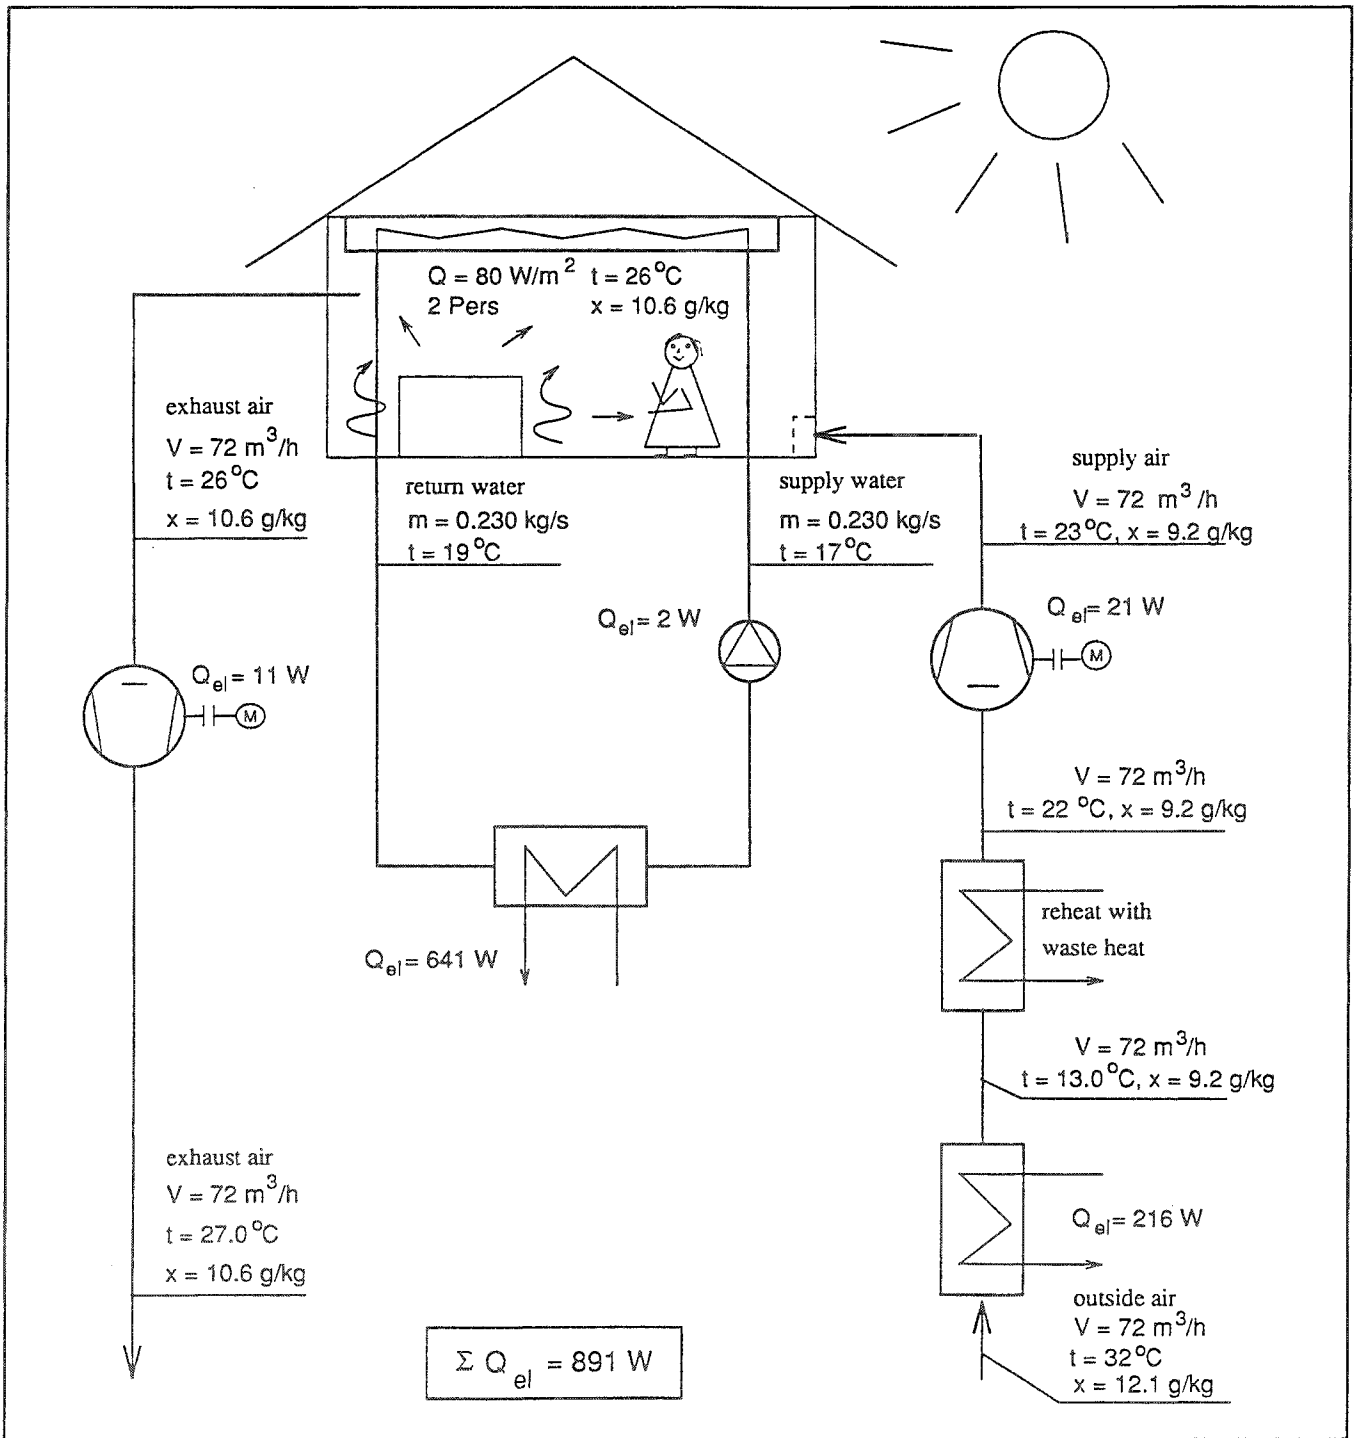 Q = 80 W/m² t = 26°C
2 Pers x = 10.6 g/kg
exhaust air
V = 72 m³/h
t = 26°C
x = 10.6 g/kg
return water
m = 0.230 kg/s
t = 19°C
supply water
m = 0.230 kg/s
t = 17°C
supply air
V = 72 m³/h
t = 23°C, x = 9.2 g/kg
Qel = 2 W
Qel = 21 W
M
Qel = 11 W
M
V = 72 m³/h
t = 22 °C, x = 9.2 g/kg
reheat with
waste heat
Qel = 641 W
V = 72 m³/h
t = 13.0°C, x = 9.2 g/kg
exhaust air
V = 72 m³/h
t = 27.0°C
x = 10.6 g/kg
Qel = 216 W
outside air
V = 72 m³/h
t = 32°C
x = 12.1 g/kg
Σ Qel = 891 W